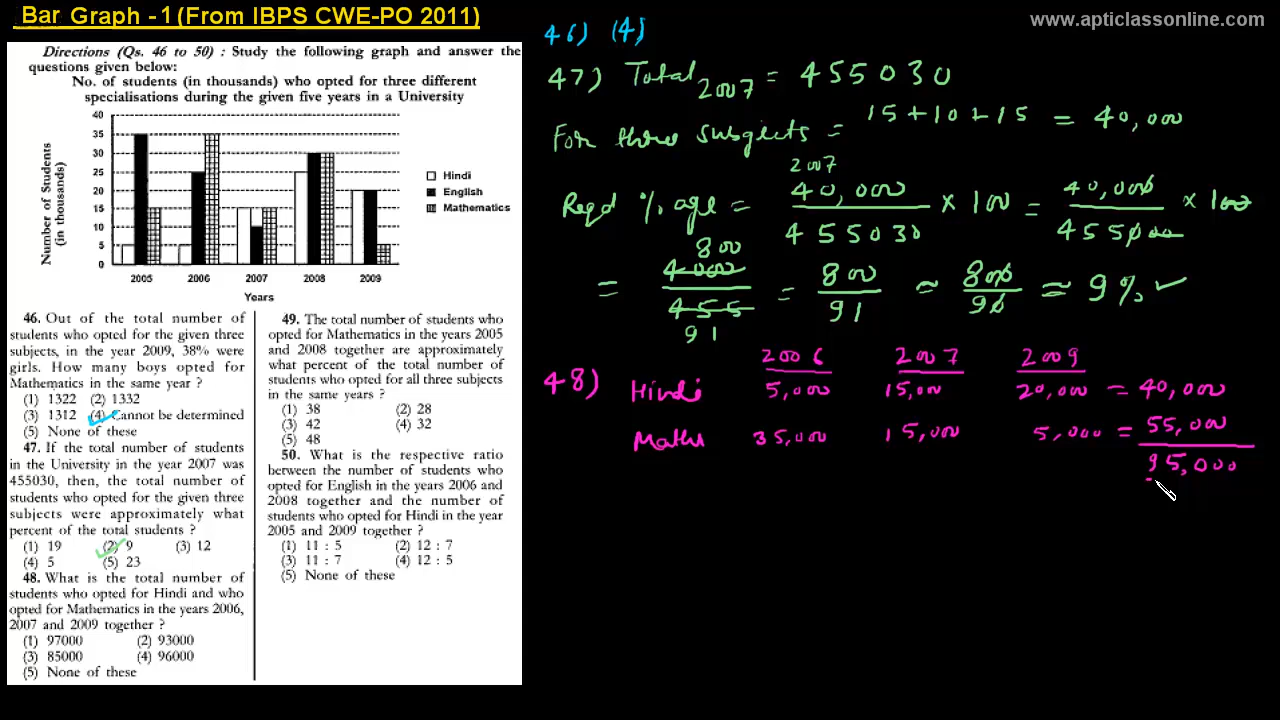 Bar Graph - 1 (From IBPS CWE-PO 2011)
www.apticlassonline.com
Directions (Qs. 46 to 50) : Study the following graph and answer the
questions given below:
No. of students (in thousands) who opted for three different
specialisations during the given five years in a University
Number of Students
(in thousands)
40
35
30
25
20
15
10
5
0
2005 2006 2007 2008 2009
Years
Hindi
English
Mathematics
46. Out of the total number of
students who opted for the given three
subjects, in the year 2009, 38% were
girls. How many boys opted for
Mathematics in the same year ?
(1) 1322 (2) 1332
(3) 1312 (4) Cannot be determined
(5) None of these
47. If the total number of students
in the University in the year 2007 was
455030, then, the total number of
students who opted for the given three
subjects were approximately what
percent of the total students ?
(1) 19 (2) 9 (3) 12
(4) 5 (5) 23
48. What is the total number of
students who opted for Hindi and who
opted for Mathematics in the years 2006,
2007 and 2009 together ?
(1) 97000 (2) 93000
(3) 85000 (4) 96000
(5) None of these
49. The total number of students who
opted for Mathematics in the years 2005
and 2008 together are approximately
what percent of the total number of
students who opted for all three subjects
in the same years ?
(1) 38 (2) 28
(3) 42 (4) 32
(5) 48
50. What is the respective ratio
between the number of students who
opted for English in the years 2006 and
2008 together and the number of
students who opted for Hindi in the year
2005 and 2009 together ?
(1) 11 : 5 (2) 12 : 7
(3) 11 : 7 (4) 12 : 5
(5) None of these
46) (4)
47) Total 2007 = 455030
For three subjects = 15 + 10 + 15 = 40,000
2007
Reqd % age = 40,000 / 455030 × 100 = 40,000 / 455000 × 100
800
= 4000 / 455 = 800 / 91 ≈ 800 / 90 ≈ 9 % ✓
91
48) 2006 2007 2009
Hindi 5,000 15,000 20,000 = 40,000
Maths 35,000 15,000 5,000 = 55,000
95,000